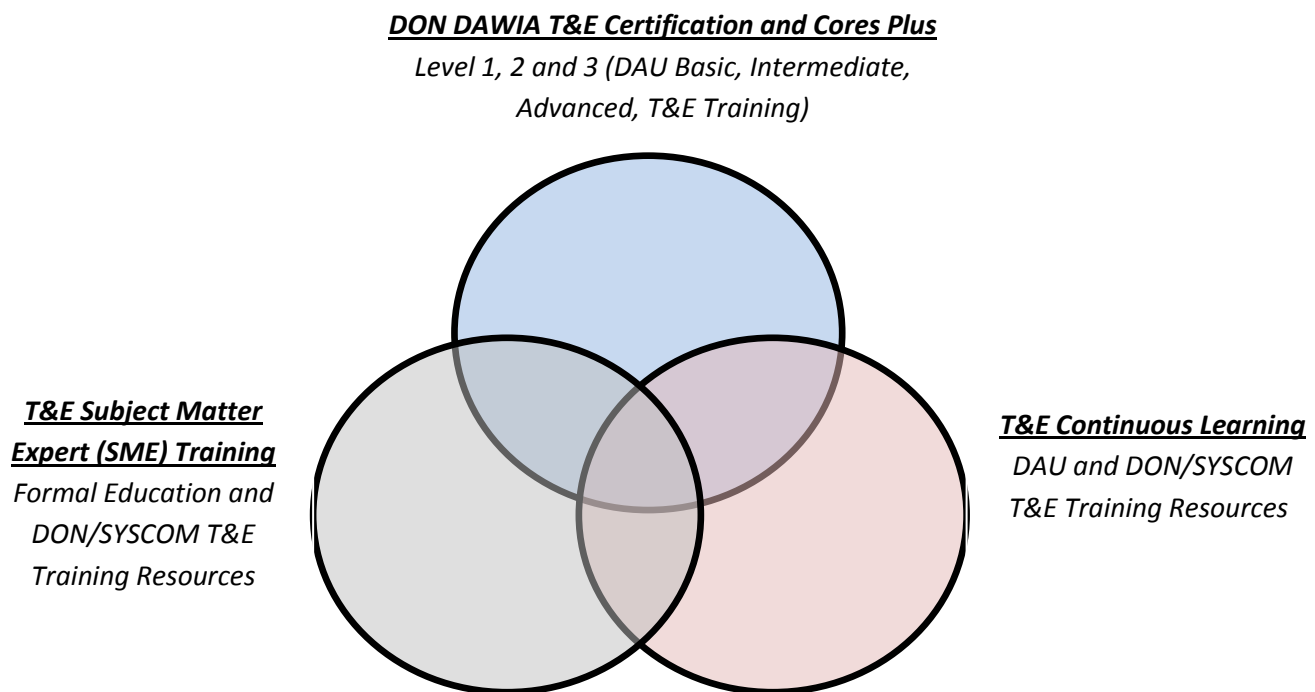 DON DAWIA T&E Certification and Cores Plus
Level 1, 2 and 3 (DAU Basic, Intermediate,
Advanced, T&E Training)
T&E Subject Matter
Expert (SME) Training
Formal Education and
DON/SYSCOM T&E
Training Resources
T&E Continuous Learning
DAU and DON/SYSCOM
T&E Training Resources